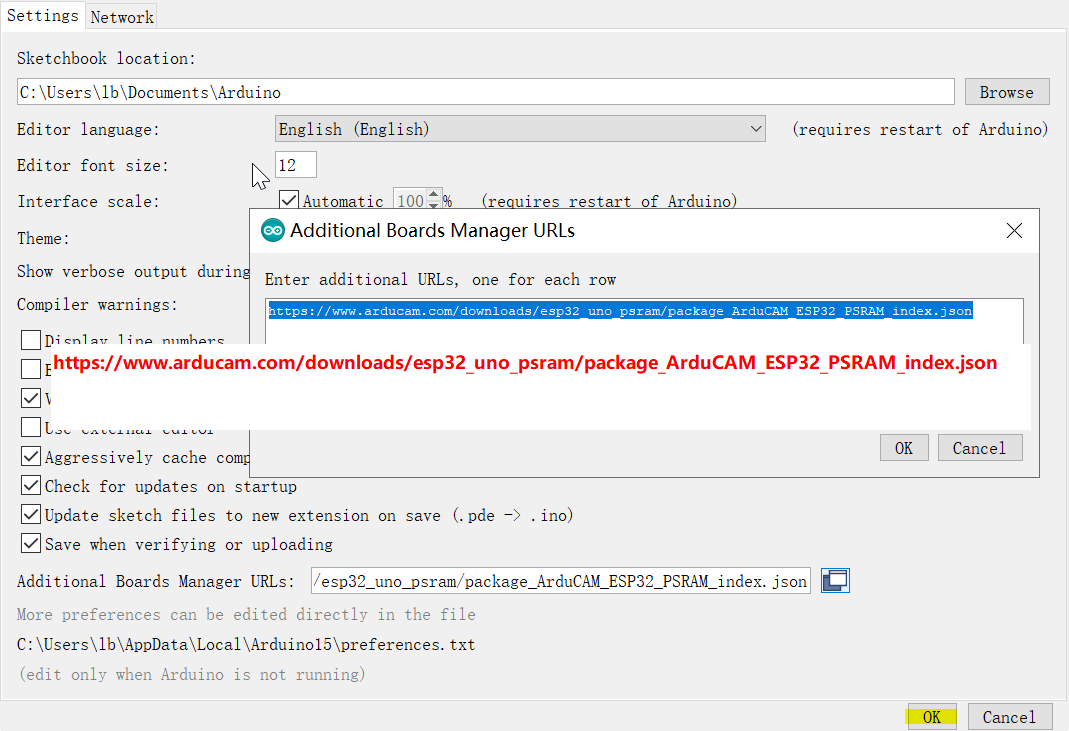 Settings Network
Sketchbook location:
C:\Users\lb\Documents\Arduino Browse
Editor language: English (English) (requires restart of Arduino)
Editor font size: 12
Interface scale: Automatic 100 % (requires restart of Arduino)
Theme:
Show verbose output during
Compiler warnings:
Additional Boards Manager URLs
Enter additional URLs, one for each row
https://www.arducam.com/downloads/esp32_uno_psram/package_ArduCAM_ESP32_PSRAM_index.json
Display line numbers
https://www.arducam.com/downloads/esp32_uno_psram/package_ArduCAM_ESP32_PSRAM_index.json
Use external editor
OK Cancel
Aggressively cache comp
Check for updates on startup
Update sketch files to new extension on save (.pde -> .ino)
Save when verifying or uploading
Additional Boards Manager URLs: /esp32_uno_psram/package_ArduCAM_ESP32_PSRAM_index.json
More preferences can be edited directly in the file
C:\Users\lb\AppData\Local\Arduino15\preferences.txt
(edit only when Arduino is not running)
OK Cancel